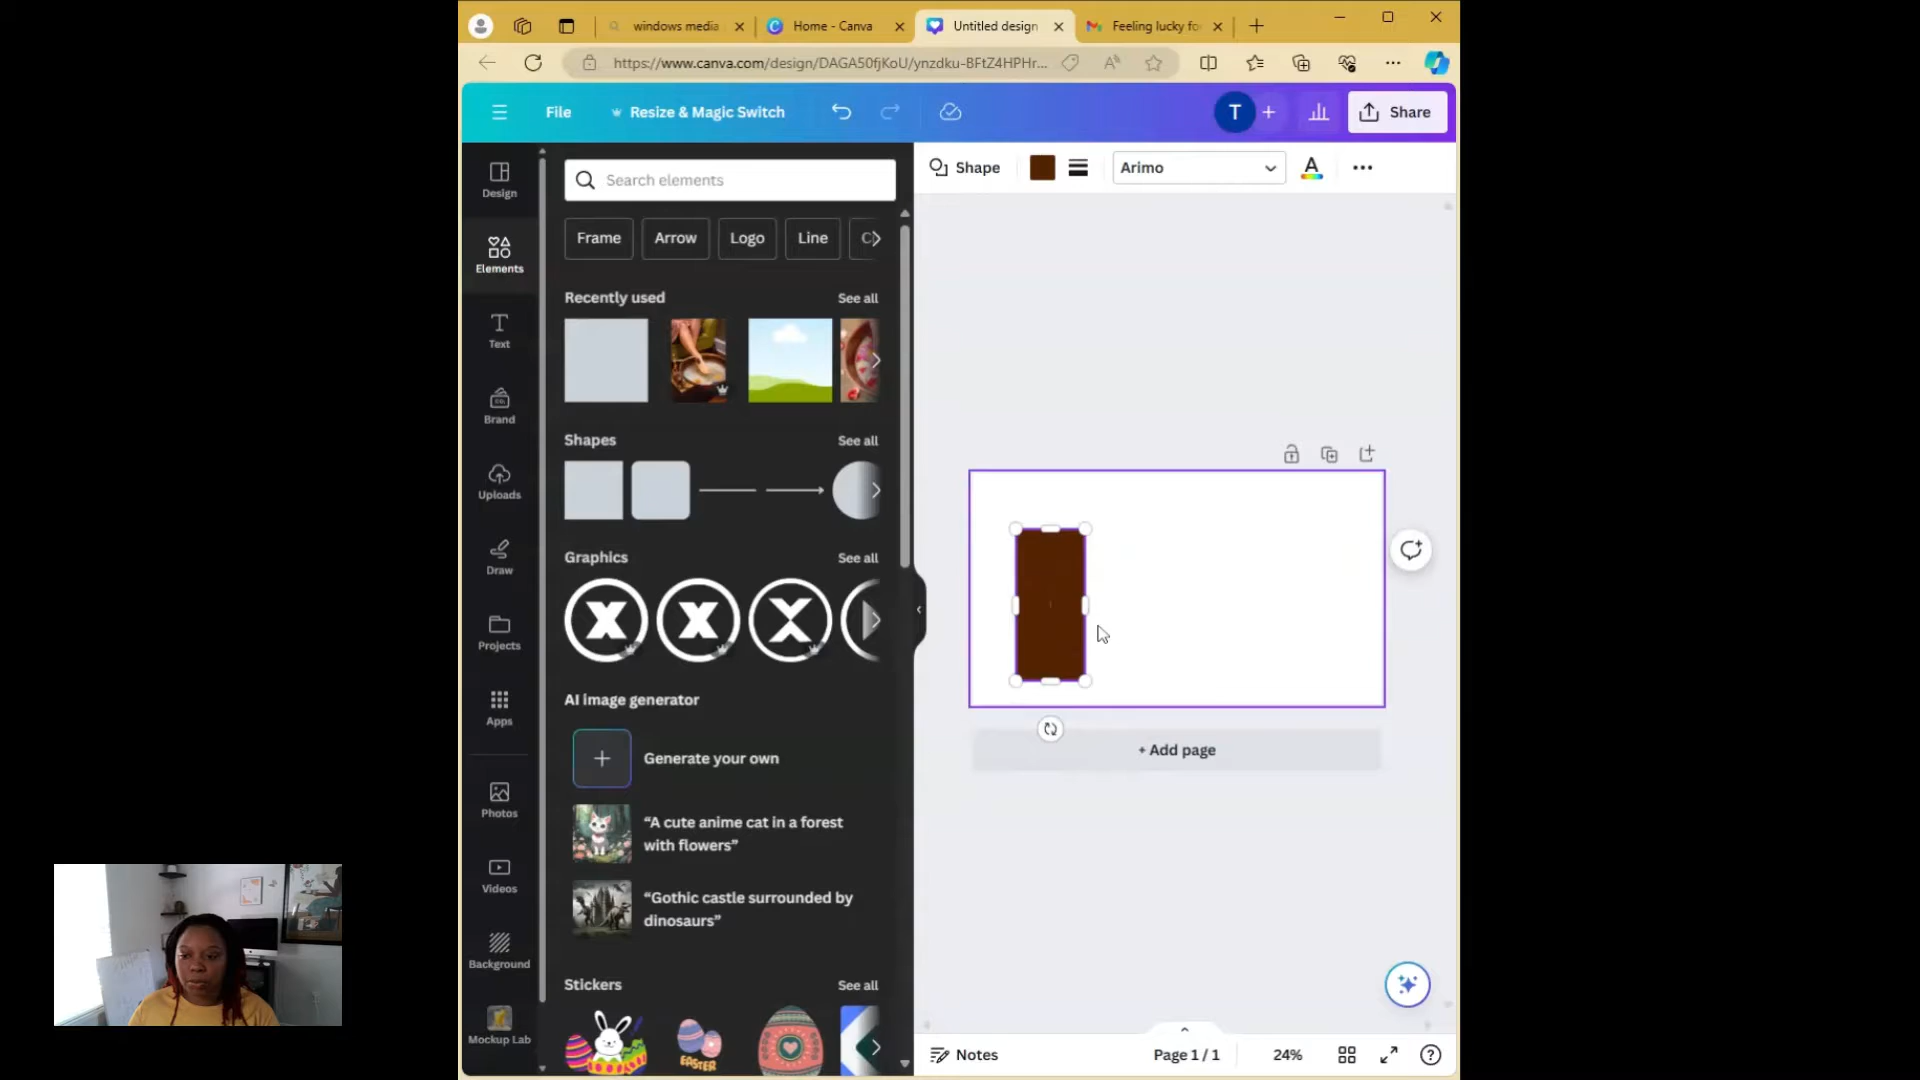 windows media
Home - Canva
Untitled design
Feeling lucky fo
https://www.canva.com/design/DAGA50fjKoU/ynzdku-BFtZ4HPHr...
File
Resize & Magic Switch
T
Share
Design
Elements
Text
Brand
Uploads
Draw
Projects
Apps
Photos
Videos
Background
Mockup Lab
Search elements
Frame
Arrow
Logo
Line
C
Recently used
See all
Shapes
See all
Graphics
See all
AI image generator
Generate your own
“A cute anime cat in a forest
with flowers”
“Gothic castle surrounded by
dinosaurs”
Stickers
See all
EASTER
Shape
Arimo
A
+ Add page
Notes
Page 1 / 1
24%